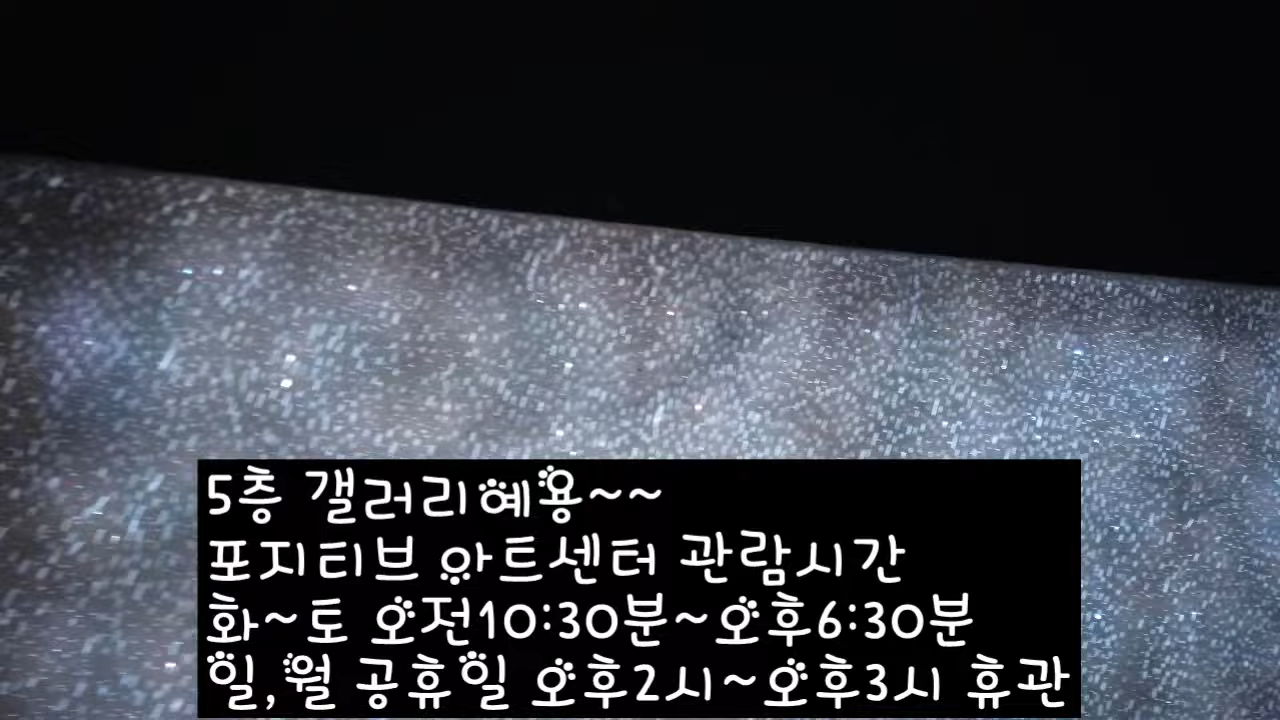 5층 갤러리혜용~~
포지티브 아트센터 관람시간
화~토 오전10:30분~오후6:30분
일,월 공휴일 오후2시~오후3시 휴관